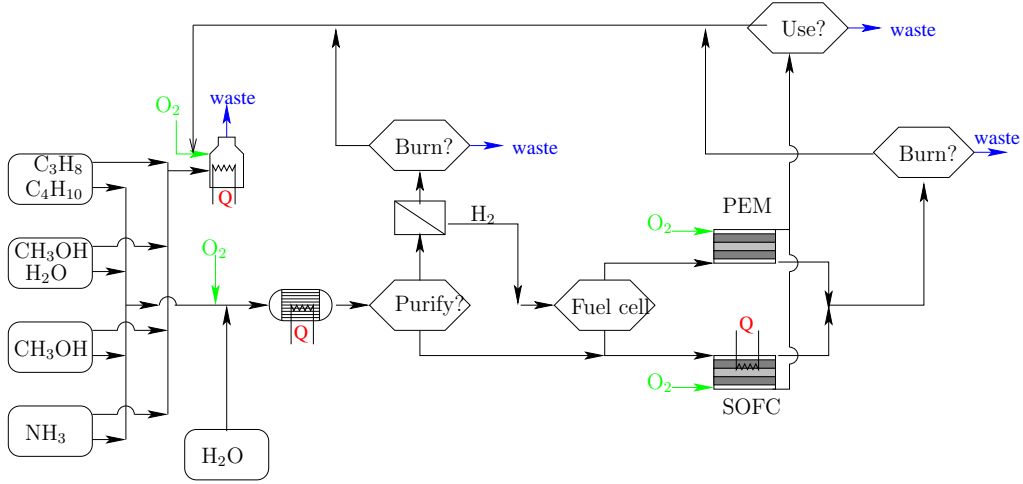 Use?
waste
O₂
waste
Burn?
waste
Burn?
waste
C₃H₈
C₄H₁₀
Q
H₂
PEM
O₂
CH₃OH
H₂O
O₂
Purify?
Fuel cell
Q
Q
CH₃OH
O₂
SOFC
NH₃
H₂O